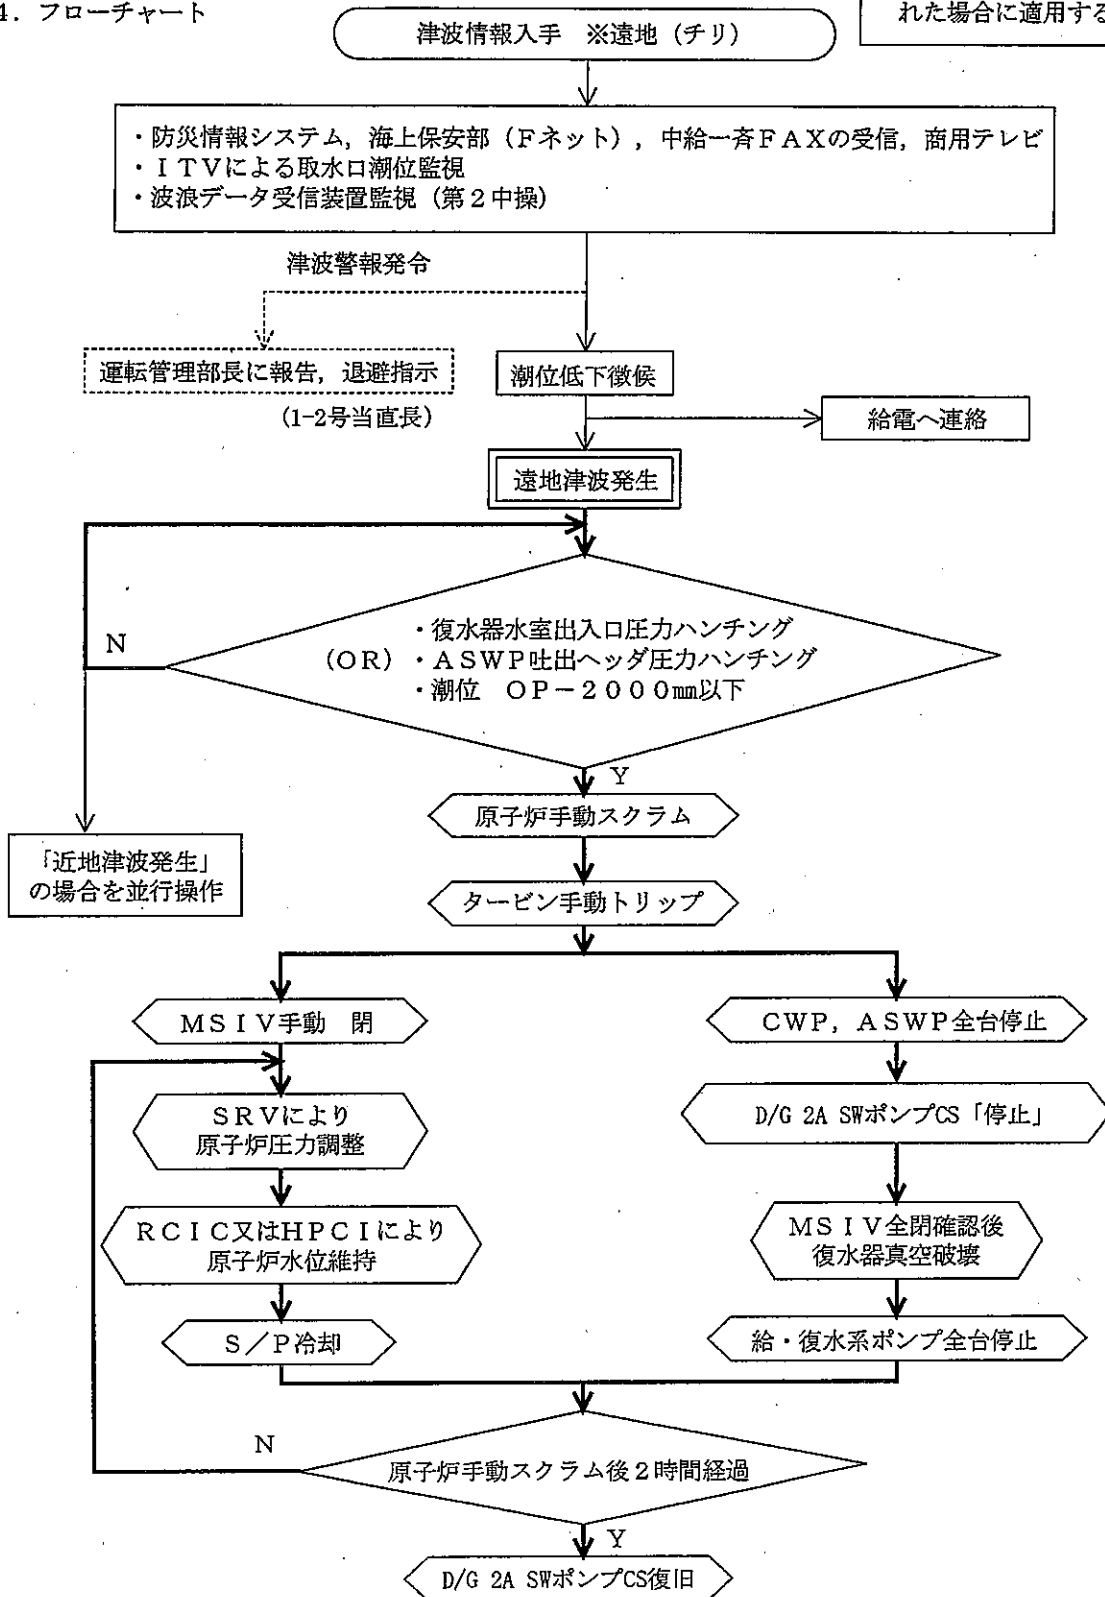 4. フローチャート
れた場合に適用する
津波情報入手 ※遠地（チリ）
・防災情報システム，海上保安部（Fネット），中給一斉FAXの受信，商用テレビ
・ＩＴＶによる取水口潮位監視
・波浪データ受信装置監視（第２中操）
津波警報発令
運転管理部長に報告，退避指示
(1-2号当直長)
潮位低下徴候
給電へ連絡
遠地津波発生
N
・復水器水室出入口圧力ハンチング
(OR) ・ＡＳＷＰ吐出ヘッダ圧力ハンチング
・潮位 ＯＰ－２０００㎜以下
Y
原子炉手動スクラム
「近地津波発生」
の場合を並行操作
タービン手動トリップ
ＭＳＩＶ手動 閉
CWP，ＡＳＷＰ全台停止
ＳＲＶにより
原子炉圧力調整
D/G 2A SWポンプCS「停止」
ＲＣＩＣ又はＨＰＣＩにより
原子炉水位維持
ＭＳＩＶ全閉確認後
復水器真空破壊
Ｓ／Ｐ冷却
給・復水系ポンプ全台停止
N
原子炉手動スクラム後２時間経過
Y
D/G 2A SWポンプCS復旧